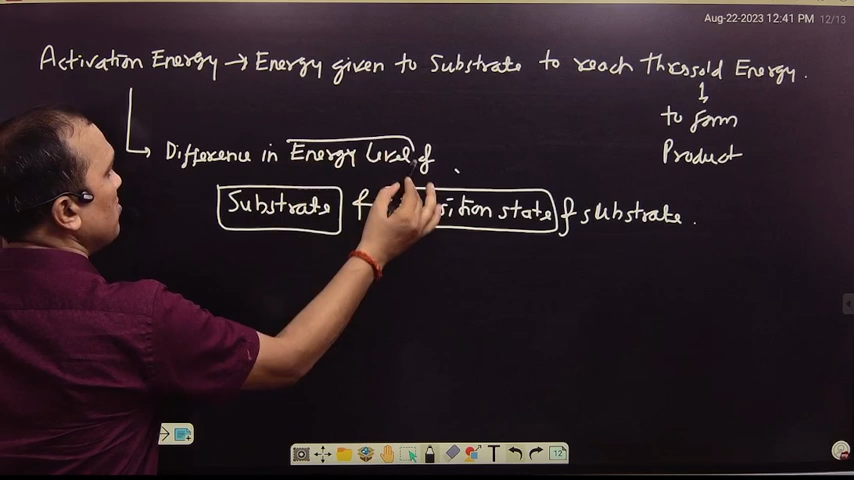 Aug-22-2023 12:41 PM 12/13
Activation Energy → Energy given to Substrate to reach Thresold Energy.
↓
to form
Product
Difference in Energy level of
Substrate & state of substrate.
12
T